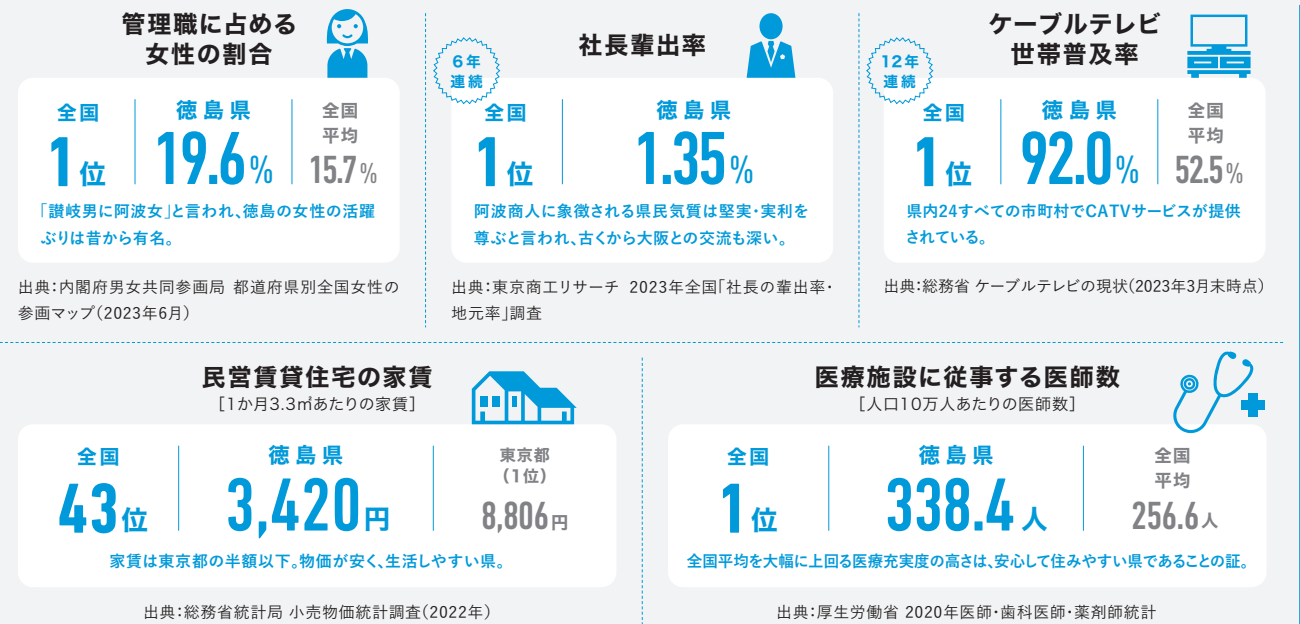 管理職に占める
女性の割合
全国
1位
徳島県
19.6%
全国
平均
15.7%
「讃岐男に阿波女」と言われ、徳島の女性の活躍
ぶりは昔から有名。
出典:内閣府男女共同参画局 都道府県別全国女性の
参画マップ(2023年6月)
社長輩出率
6年
連続
全国
1位
徳島県
1.35%
阿波商人に象徴される県民気質は堅実・実利を
尊ぶと言われ、古くから大阪との交流も深い。
出典:東京商工リサーチ 2023年全国「社長の輩出率・
地元率」調査
ケーブルテレビ
世帯普及率
12年
連続
全国
1位
徳島県
92.0%
全国
平均
52.5%
県内24すべての市町村でCATVサービスが提供
されている。
出典:総務省 ケーブルテレビの現状(2023年3月末時点)
民営賃貸住宅の家賃
[1か月3.3㎡あたりの家賃]
全国
43位
徳島県
3,420円
東京都
(1位)
8,806円
家賃は東京都の半額以下。物価が安く、生活しやすい県。
出典:総務省統計局 小売物価統計調査(2022年)
医療施設に従事する医師数
[人口10万人あたりの医師数]
全国
1位
徳島県
338.4人
全国
平均
256.6人
全国平均を大幅に上回る医療充実度の高さは、安心して住みやすい県であることの証。
出典:厚生労働省 2020年医師・歯科医師・薬剤師統計